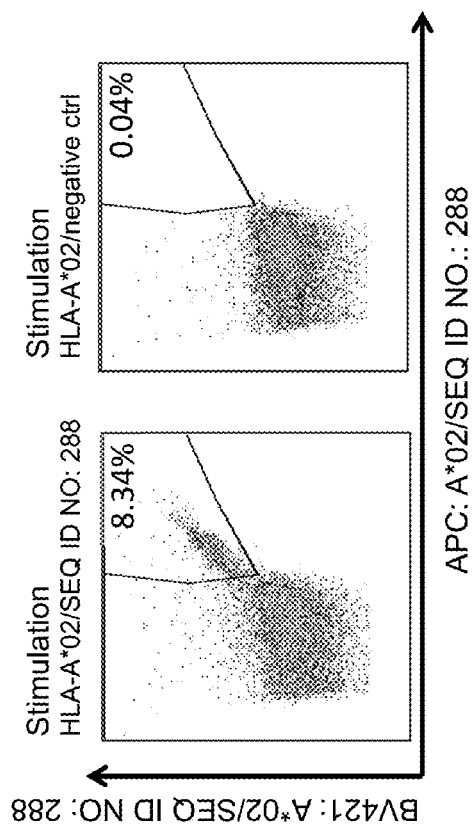 Stimulation
HLA-A*02/SEQ ID NO: 288
8.34%
Stimulation
HLA-A*02/negative ctrl
0.04%
BV421: A*02/SEQ ID NO: 288
APC: A*02/SEQ ID NO.: 288